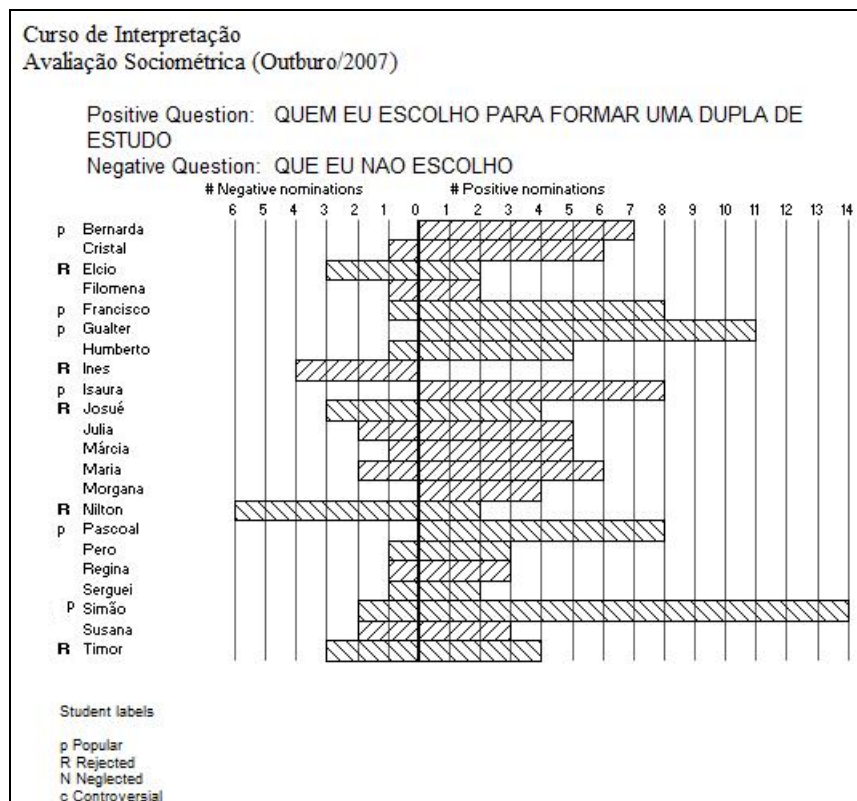 Curso de Interpretação
Avaliação Sociométrica (Outburo/2007)
Positive Question: QUEM EU ESCOLHO PARA FORMAR UMA DUPLA DE
ESTUDO
Negative Question: QUE EU NAO ESCOLHO
# Negative nominations # Positive nominations
6 5 4 3 2 1 0 1 2 3 4 5 6 7 8 9 10 11 12 13 14
p Bernarda
Cristal
R Elcio
Filomena
p Francisco
p Gualter
Humberto
R Ines
p Isaura
R Josué
Julia
Márcia
Maria
Morgana
R Nilton
p Pascoal
Pero
Regina
Serguei
p Simão
Susana
R Timor
Student labels
p Popular
R Rejected
N Neglected
c Controversial